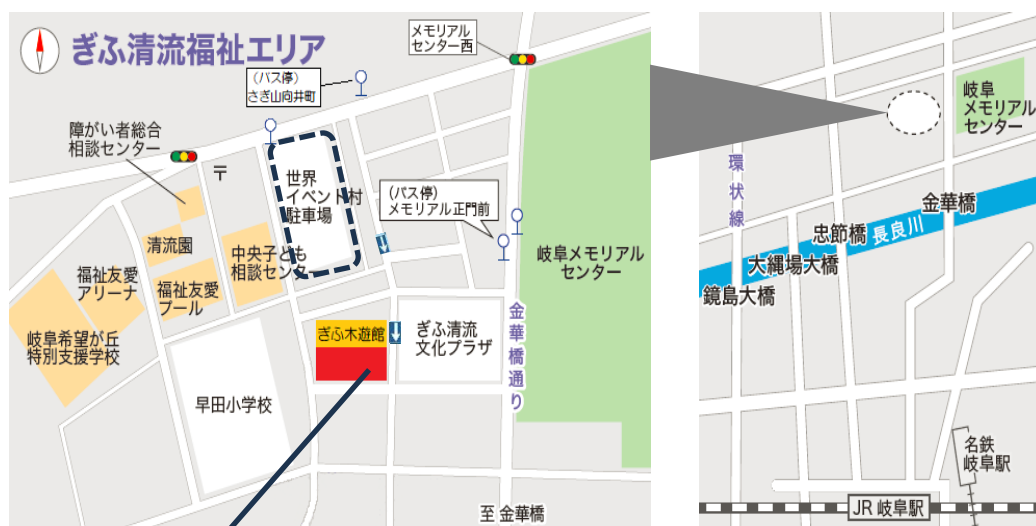 ぎふ清流福祉エリア
メモリアル
センター西
(バス停)
さぎ山向井町
障がい者総合
相談センター
〒
世界
イベント村
駐車場
(バス停)
メモリアル正門前
清流園
中央子ども
相談センター
福祉友愛
アリーナ
福祉友愛
プール
岐阜希望が丘
特別支援学校
岐阜メモリアル
センター
ぎふ木遊館
ぎふ清流
文化プラザ
金華橋通り
早田小学校
至 金華橋
岐阜
メモリアル
センター
環状線
金華橋
忠節橋
長良川
大縄場大橋
鏡島大橋
名鉄
岐阜駅
JR 岐阜駅